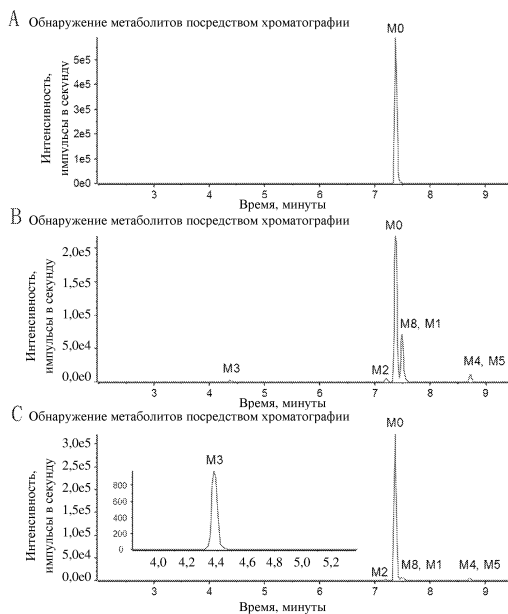 A Обнаружение метаболитов посредством хроматографии
M0
Интенсивность,
импульсы в секунду
5e5
4e5
3e5
2e5
1e5
0e0
3 4 5 6 7 8 9
Время, минуты
B Обнаружение метаболитов посредством хроматографии
M0
Интенсивность,
импульсы в секунду
2,0e5
1,5e5
1,0e5
5,0e4
0,0e0
M8, M1
M3
M2
M4, M5
3 4 5 6 7 8 9
Время, минуты
C Обнаружение метаболитов посредством хроматографии
M0
Интенсивность,
импульсы в секунду
3,0e5
2,5e5
2,0e5
1,5e5
1,0e5
5,0e4
0,0e0
M3
800
600
400
200
0
4,0 4,2 4,4 4,6 4,8 5,0 5,2
M2
M8, M1
M4, M5
3 4 5 6 7 8 9
Время, минуты